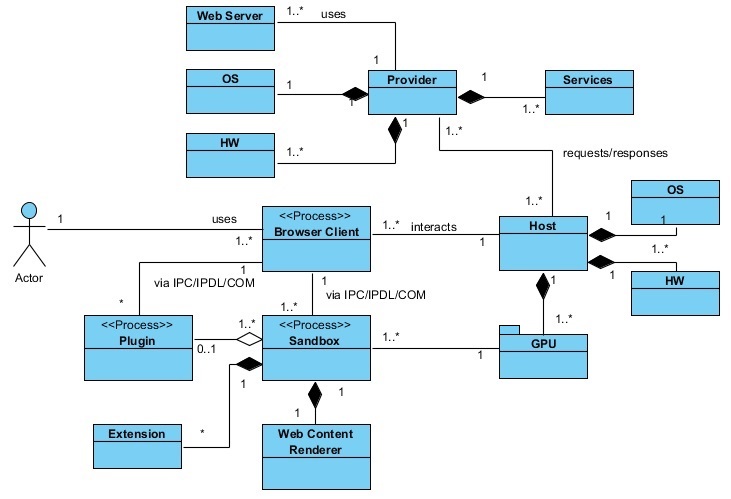 Web Server
1..*
uses
1
OS
1
1
Provider
1
1..*
Services
HW
1..*
1
1..*
requests/responses
1..*
Actor
1
uses
1..*
<<Process>>
Browser Client
1..*
interacts
1
Host
1
OS
1
1..*
1
HW
1
via IPC/IPDL/COM
*
1
via IPC/IPDL/COM
1..*
1
1..*
<<Process>>
Plugin
0..1
1..*
<<Process>>
Sandbox
1..*
1
GPU
1
*
Extension
1
1
Web Content
Renderer